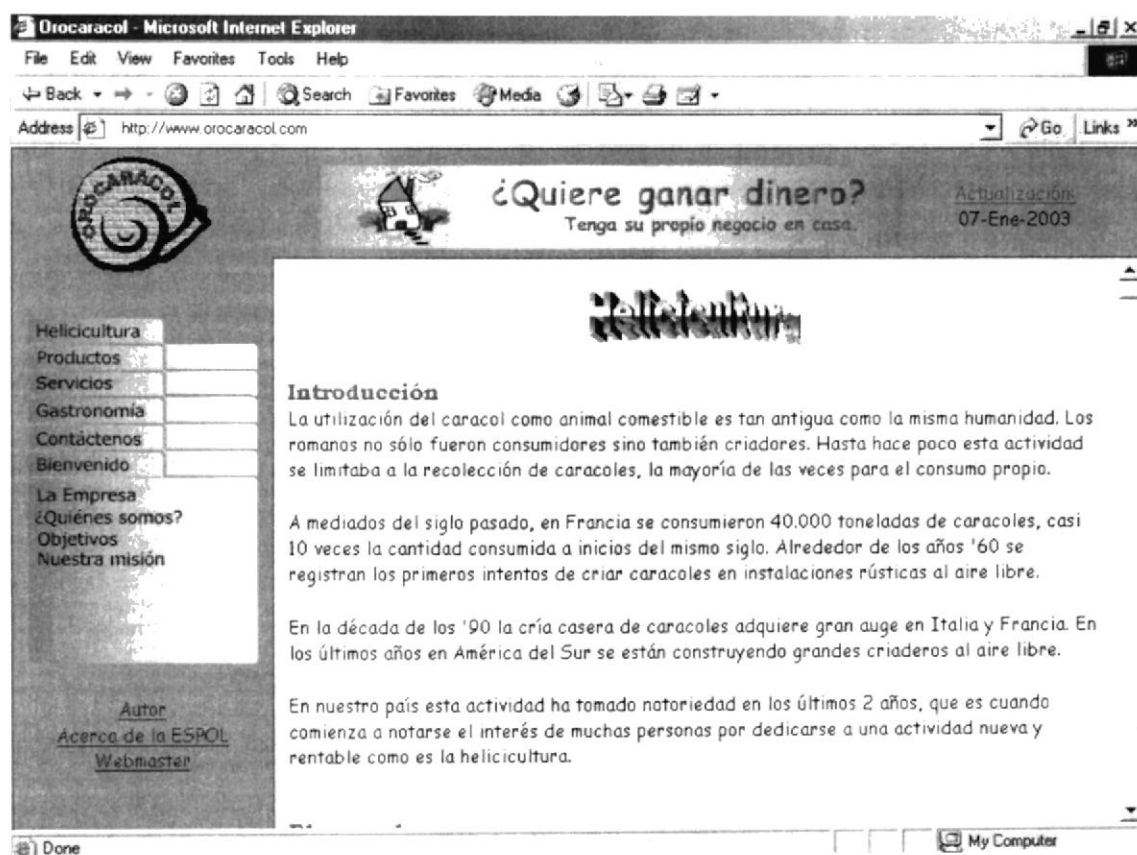 Orocaracol - Microsoft Internet Explorer
File Edit View Favorites Tools Help
Back Search Favorites Media
Address http://www.orocaracol.com Go Links »
OROCARACOL
¿Quiere ganar dinero?
Tenga su propio negocio en casa.
Actualización:
07-Ene-2003
Helicicultura
Productos
Servicios
Gastronomía
Contáctenos
Bienvenido
La Empresa
¿Quiénes somos?
Objetivos
Nuestra misión
Autor
Acerca de la ESPOL
Webmaster
Helicicultura
Introducción
La utilización del caracol como animal comestible es tan antigua como la misma humanidad. Los
romanos no sólo fueron consumidores sino también criadores. Hasta hace poco esta actividad
se limitaba a la recolección de caracoles, la mayoría de las veces para el consumo propio.
A mediados del siglo pasado, en Francia se consumieron 40.000 toneladas de caracoles, casi
10 veces la cantidad consumida a inicios del mismo siglo. Alrededor de los años '60 se
registran los primeros intentos de criar caracoles en instalaciones rústicas al aire libre.
En la década de los '90 la cría casera de caracoles adquiere gran auge en Italia y Francia. En
los últimos años en América del Sur se están construyendo grandes criaderos al aire libre.
En nuestro país esta actividad ha tomado notoriedad en los últimos 2 años, que es cuando
comienza a notarse el interés de muchas personas por dedicarse a una actividad nueva y
rentable como es la helicicultura.
Done My Computer